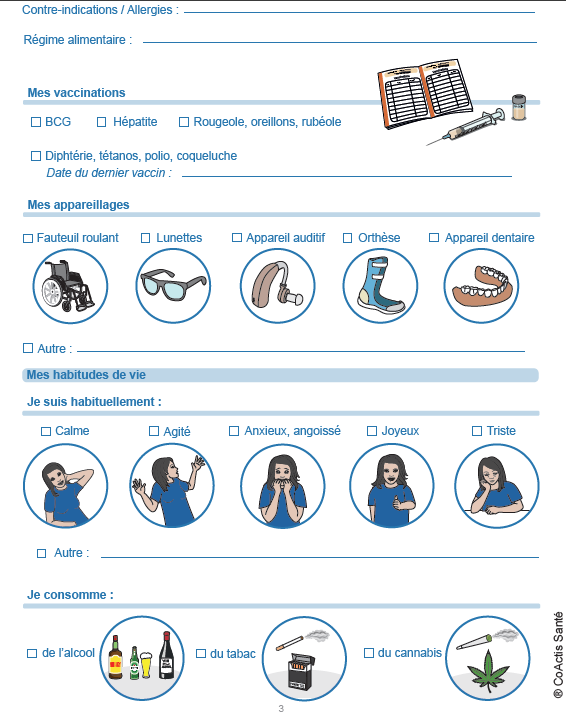 Contre-indications / Allergies :
Régime alimentaire :
Mes vaccinations
BCG Hépatite Rougeole, oreillons, rubéole
Diphtérie, tétanos, polio, coqueluche
Date du dernier vaccin :
Mes appareillages
Fauteuil roulant Lunettes Appareil auditif Orthèse Appareil dentaire
Autre :
Mes habitudes de vie
Je suis habituellement :
Calme Agité Anxieux, angoissé Joyeux Triste
Autre :
Je consomme :
de l'alcool du tabac du cannabis
® CoActis Santé
3